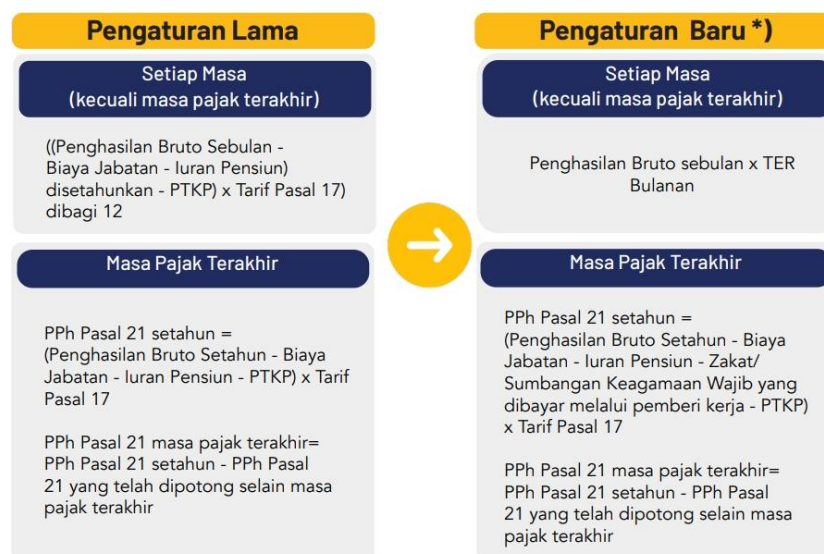 Pengaturan Lama
Setiap Masa
(kecuali masa pajak terakhir)
((Penghasilan Bruto Sebulan -
Biaya Jabatan - Iuran Pensiun)
disetahunkan - PTKP) x Tarif Pasal 17)
dibagi 12
Masa Pajak Terakhir
PPh Pasal 21 setahun =
(Penghasilan Bruto Setahun - Biaya
Jabatan - Iuran Pensiun - PTKP) x Tarif
Pasal 17
PPh Pasal 21 masa pajak terakhir=
PPh Pasal 21 setahun - PPh Pasal
21 yang telah dipotong selain masa
pajak terakhir
Pengaturan Baru *)
Setiap Masa
(kecuali masa pajak terakhir)
Penghasilan Bruto sebulan x TER
Bulanan
Masa Pajak Terakhir
PPh Pasal 21 setahun =
(Penghasilan Bruto Setahun - Biaya
Jabatan - Iuran Pensiun - Zakat/
Sumbangan Keagamaan Wajib yang
dibayar melalui pemberi kerja - PTKP)
x Tarif Pasal 17
PPh Pasal 21 masa pajak terakhir=
PPh Pasal 21 setahun - PPh Pasal
21 yang telah dipotong selain masa
pajak terakhir